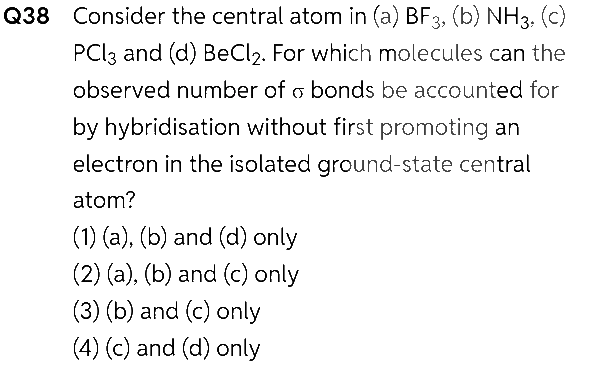 Q38 Consider the central atom in (a) BF₃, (b) NH₃, (c)
PCl₃ and (d) BeCl₂. For which molecules can the
observed number of σ bonds be accounted for
by hybridisation without first promoting an
electron in the isolated ground-state central
atom?
(1) (a), (b) and (d) only
(2) (a), (b) and (c) only
(3) (b) and (c) only
(4) (c) and (d) only